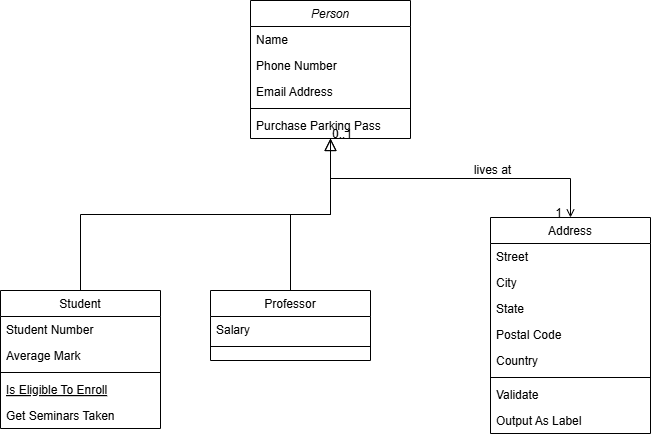 Person
Name
Phone Number
Email Address
Purchase Parking Pass
0..1
lives at
1
Address
Street
City
State
Postal Code
Country
Validate
Output As Label
Student
Student Number
Average Mark
Is Eligible To Enroll
Get Seminars Taken
Professor
Salary